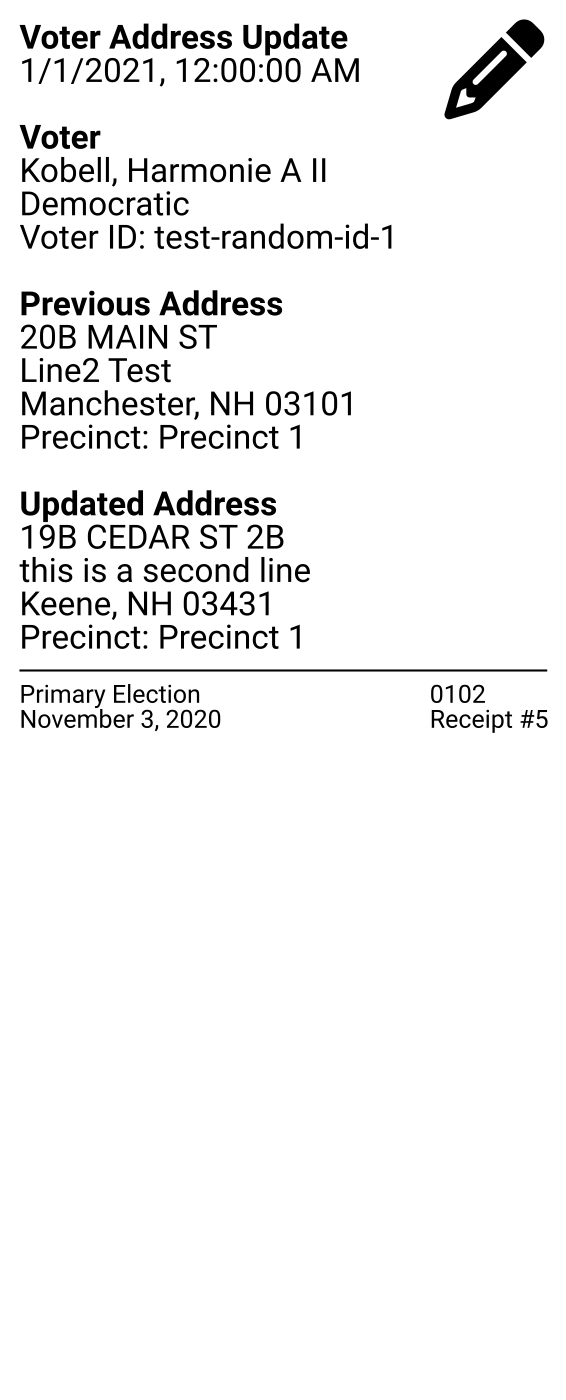 Voter Address Update
1/1/2021, 12:00:00 AM
Voter
Kobell, Harmonie A II
Democratic
Voter ID: test-random-id-1
Previous Address
20B MAIN ST
Line2 Test
Manchester, NH 03101
Precinct: Precinct 1
Updated Address
19B CEDAR ST 2B
this is a second line
Keene, NH 03431
Precinct: Precinct 1
Primary Election
November 3, 2020
0102
Receipt #5